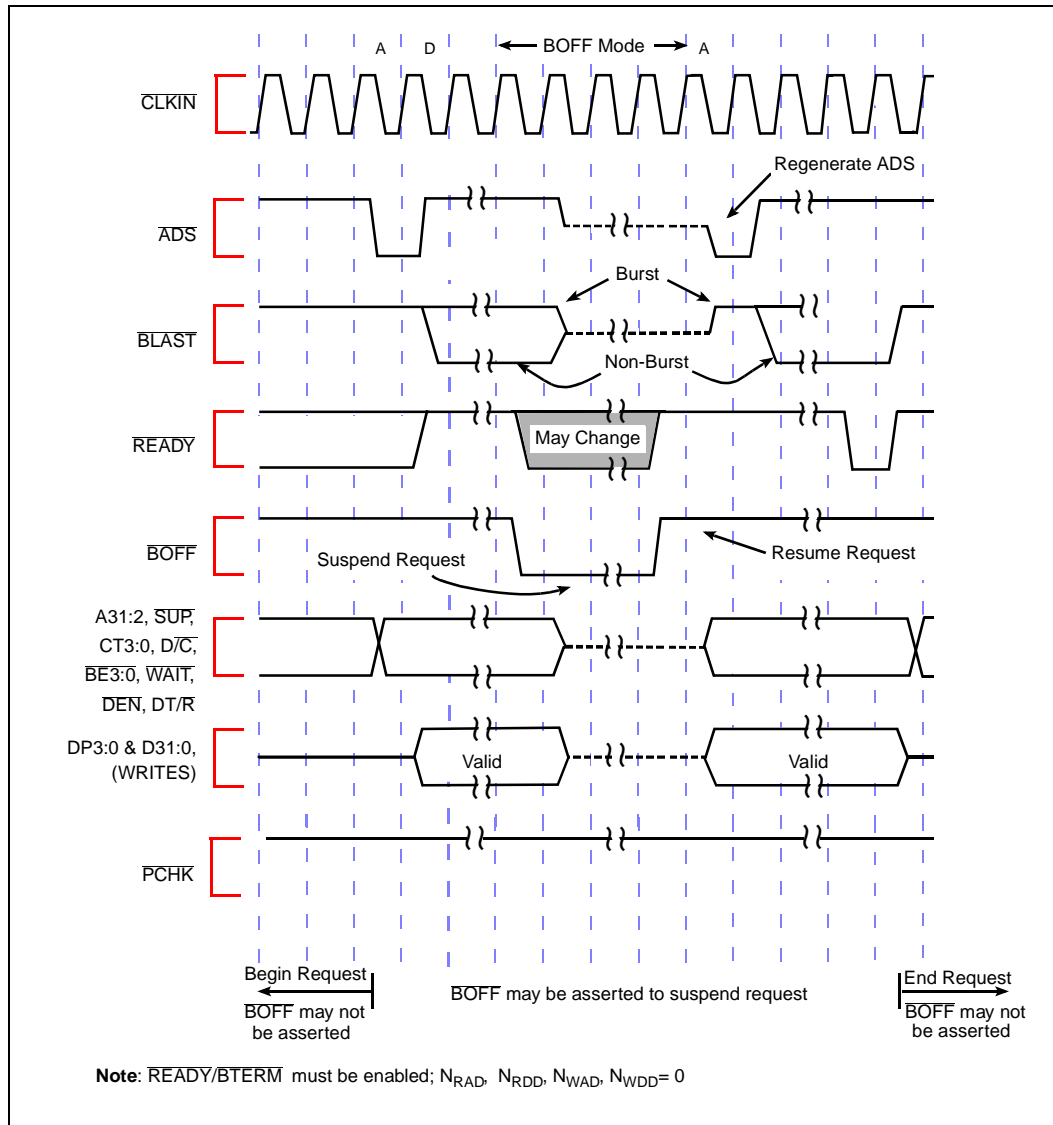 A D BOFF Mode A
CLKIN
Regenerate ADS
ADS
Burst
BLAST
Non-Burst
READY
May Change
BOFF
Suspend Request
Resume Request
A31:2, SUP,
CT3:0, D/C,
BE3:0, WAIT,
DEN, DT/R
DP3:0 & D31:0,
(WRITES)
Valid Valid
PCHK
Begin Request
BOFF may not
be asserted
BOFF may be asserted to suspend request
End Request
BOFF may not
be asserted
Note: READY/BTERM must be enabled; NRAD, NRDD, NWAD, NWDD= 0